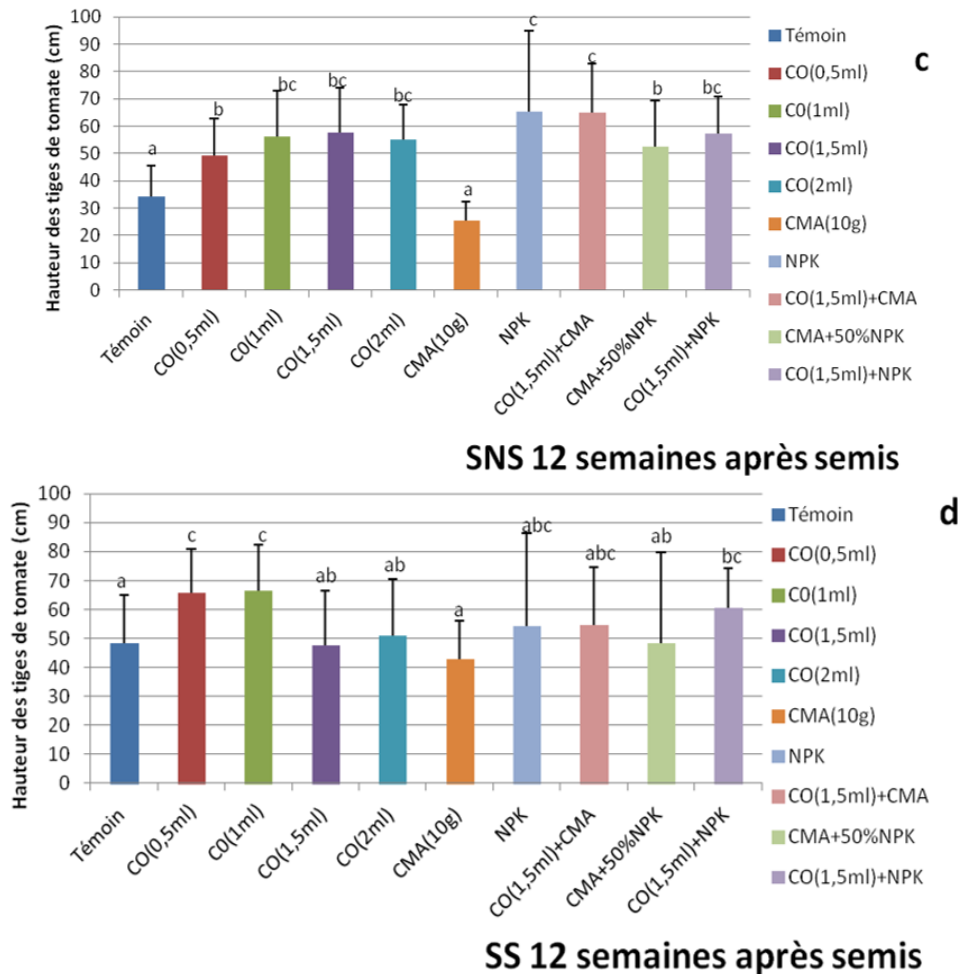 Hauteur des tiges de tomate (cm)
100
90
80
70
60
50
40
30
20
10
0
a
b
bc
bc
bc
a
c
c
b
bc
Témoin
CO(0,5ml)
C0(1ml)
CO(1,5ml)
CO(2ml)
CMA(10g)
NPK
CO(1,5ml)+CMA
CMA+50%NPK
CO(1,5ml)+NPK
c
Témoin
CO(0,5ml)
C0(1ml)
CO(1,5ml)
CO(2ml)
CMA(10g)
NPK
CO(1,5ml)+CMA
CMA+50%NPK
CO(1,5ml)+NPK
SNS 12 semaines après semis
Hauteur des tiges de tomate (cm)
100
90
80
70
60
50
40
30
20
10
0
a
c
c
ab
ab
a
abc
abc
ab
bc
Témoin
CO(0,5ml)
C0(1ml)
CO(1,5ml)
CO(2ml)
CMA(10g)
NPK
CO(1,5ml)+CMA
CMA+50%NPK
CO(1,5ml)+NPK
d
Témoin
CO(0,5ml)
C0(1ml)
CO(1,5ml)
CO(2ml)
CMA(10g)
NPK
CO(1,5ml)+CMA
CMA+50%NPK
CO(1,5ml)+NPK
SS 12 semaines après semis